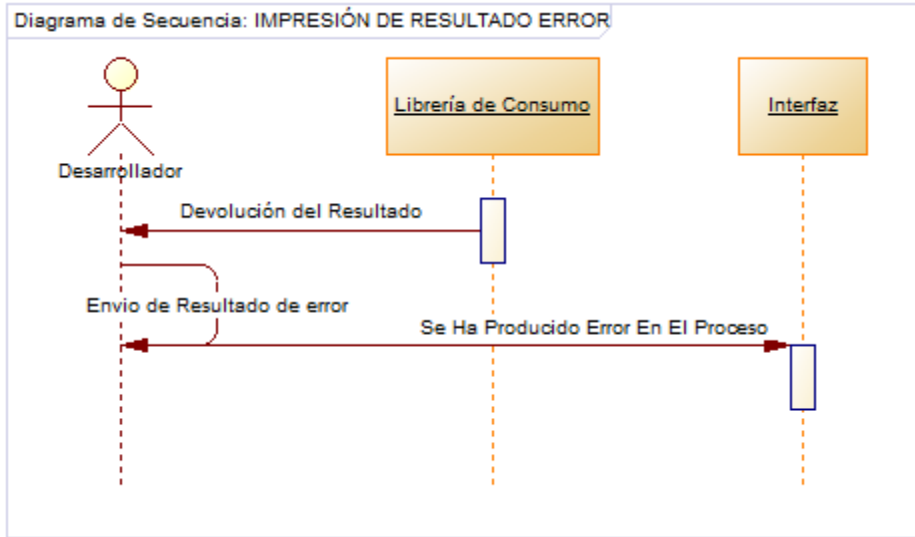 Diagrama de Secuencia: IMPRESIÓN DE RESULTADO ERROR
Librería de Consumo
Interfaz
Desarrollador
Devolución del Resultado
Envio de Resultado de error
Se Ha Producido Error En El Proceso